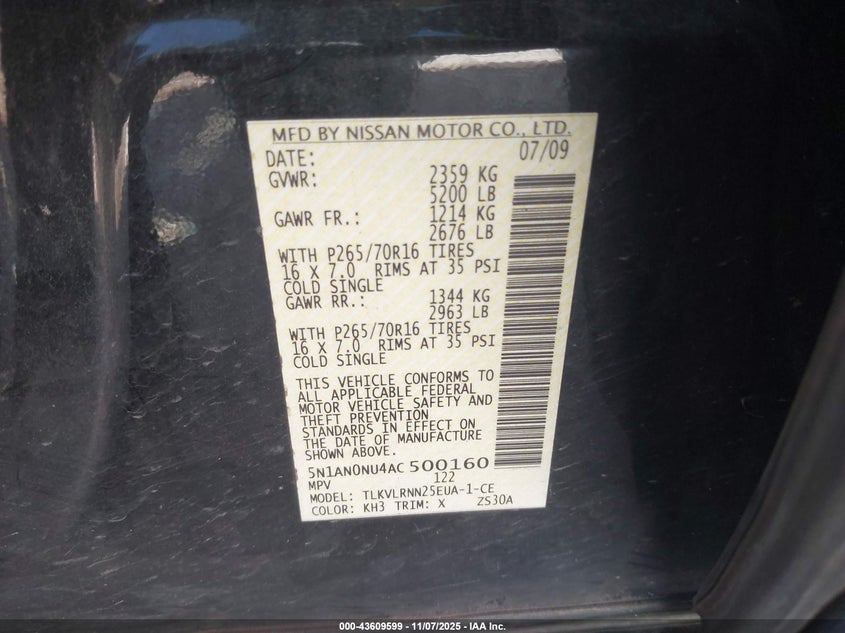 MFD BY NISSAN MOTOR CO., LTD.
DATE: 07/09
GVWR: 2359 KG
5200 LB
GAWR FR.: 1214 KG
2676 LB
WITH P265/70R16 TIRES
16 X 7.0 RIMS AT 35 PSI
COLD SINGLE
GAWR RR.: 1344 KG
2963 LB
WITH P265/70R16 TIRES
16 X 7.0 RIMS AT 35 PSI
COLD SINGLE
THIS VEHICLE CONFORMS TO
ALL APPLICABLE FEDERAL
MOTOR VEHICLE SAFETY AND
THEFT PREVENTION
STANDARDS IN EFFECT ON
THE DATE OF MANUFACTURE
SHOWN ABOVE.
5N1AN0NU4AC500160
MPV 122
MODEL: TLKVLRNN25EUA-1-CE
COLOR: KH3 TRIM: X ZS30A
000-43609599 - 11/07/2025 - IAA Inc.